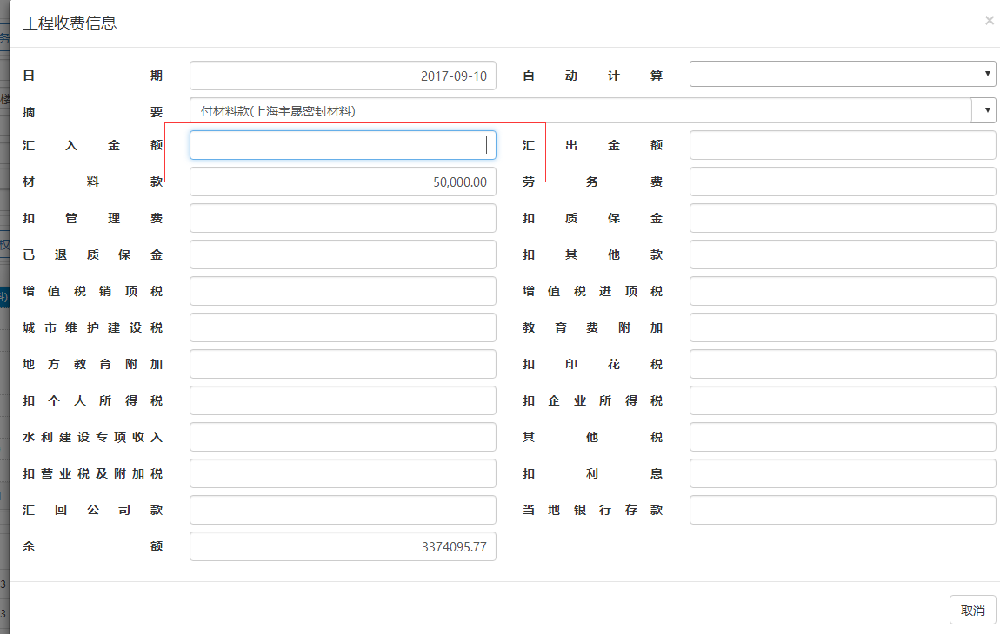 工程收费信息 ×
日期 2017-09-10 自动计算
摘要 付材料款(上海宇晟密封材料)
汇入金额 汇出金额
材料款 50,000.00 劳务费
扣管理费 扣质保金
已退质保金 扣其他款
增值税销项税 增值税进项税
城市维护建设税 教育费附加
地方教育附加 扣印花税
扣个人所得税 扣企业所得税
水利建设专项收入 其他税
扣营业税及附加税 扣利息
汇回公司款 当地银行存款
余额 3374095.77
取消
务
楼
权
3
3